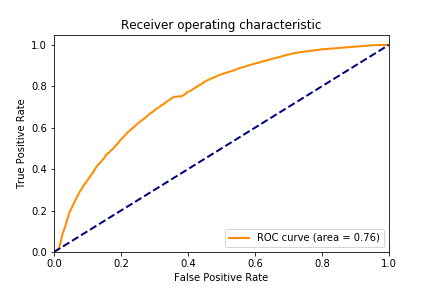 Receiver operating characteristic
True Positive Rate
1.0
0.8
0.6
0.4
0.2
0.0
ROC curve (area = 0.76)
0.0 0.2 0.4 0.6 0.8 1.0
False Positive Rate